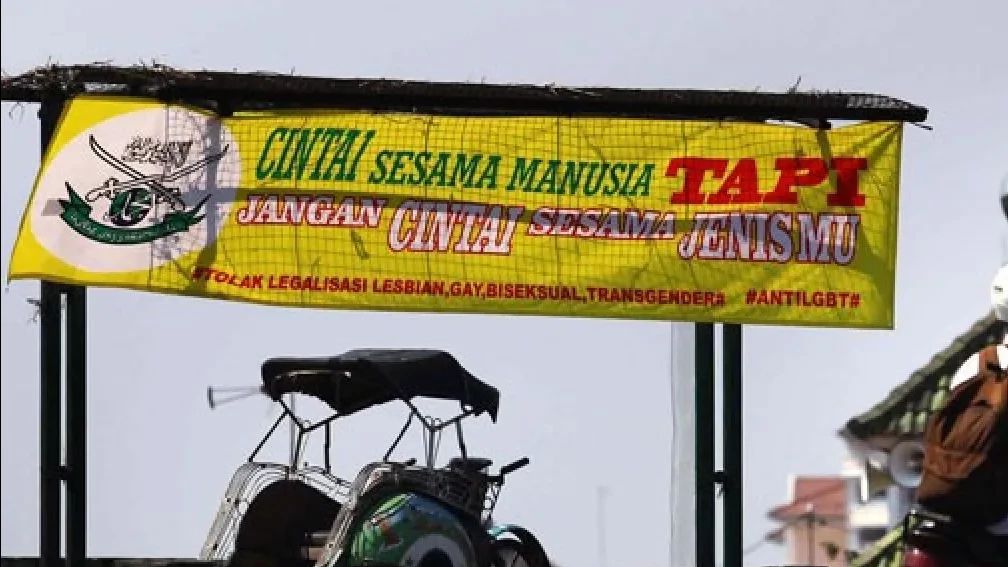 CINTAI SESAMA MANUSIA TAPI
JANGAN CINTAI SESAMA JENISMU
#TOLAK LEGALISASI LESBIAN,GAY,BISEKSUAL,TRANSGENDER# #ANTILGBT#